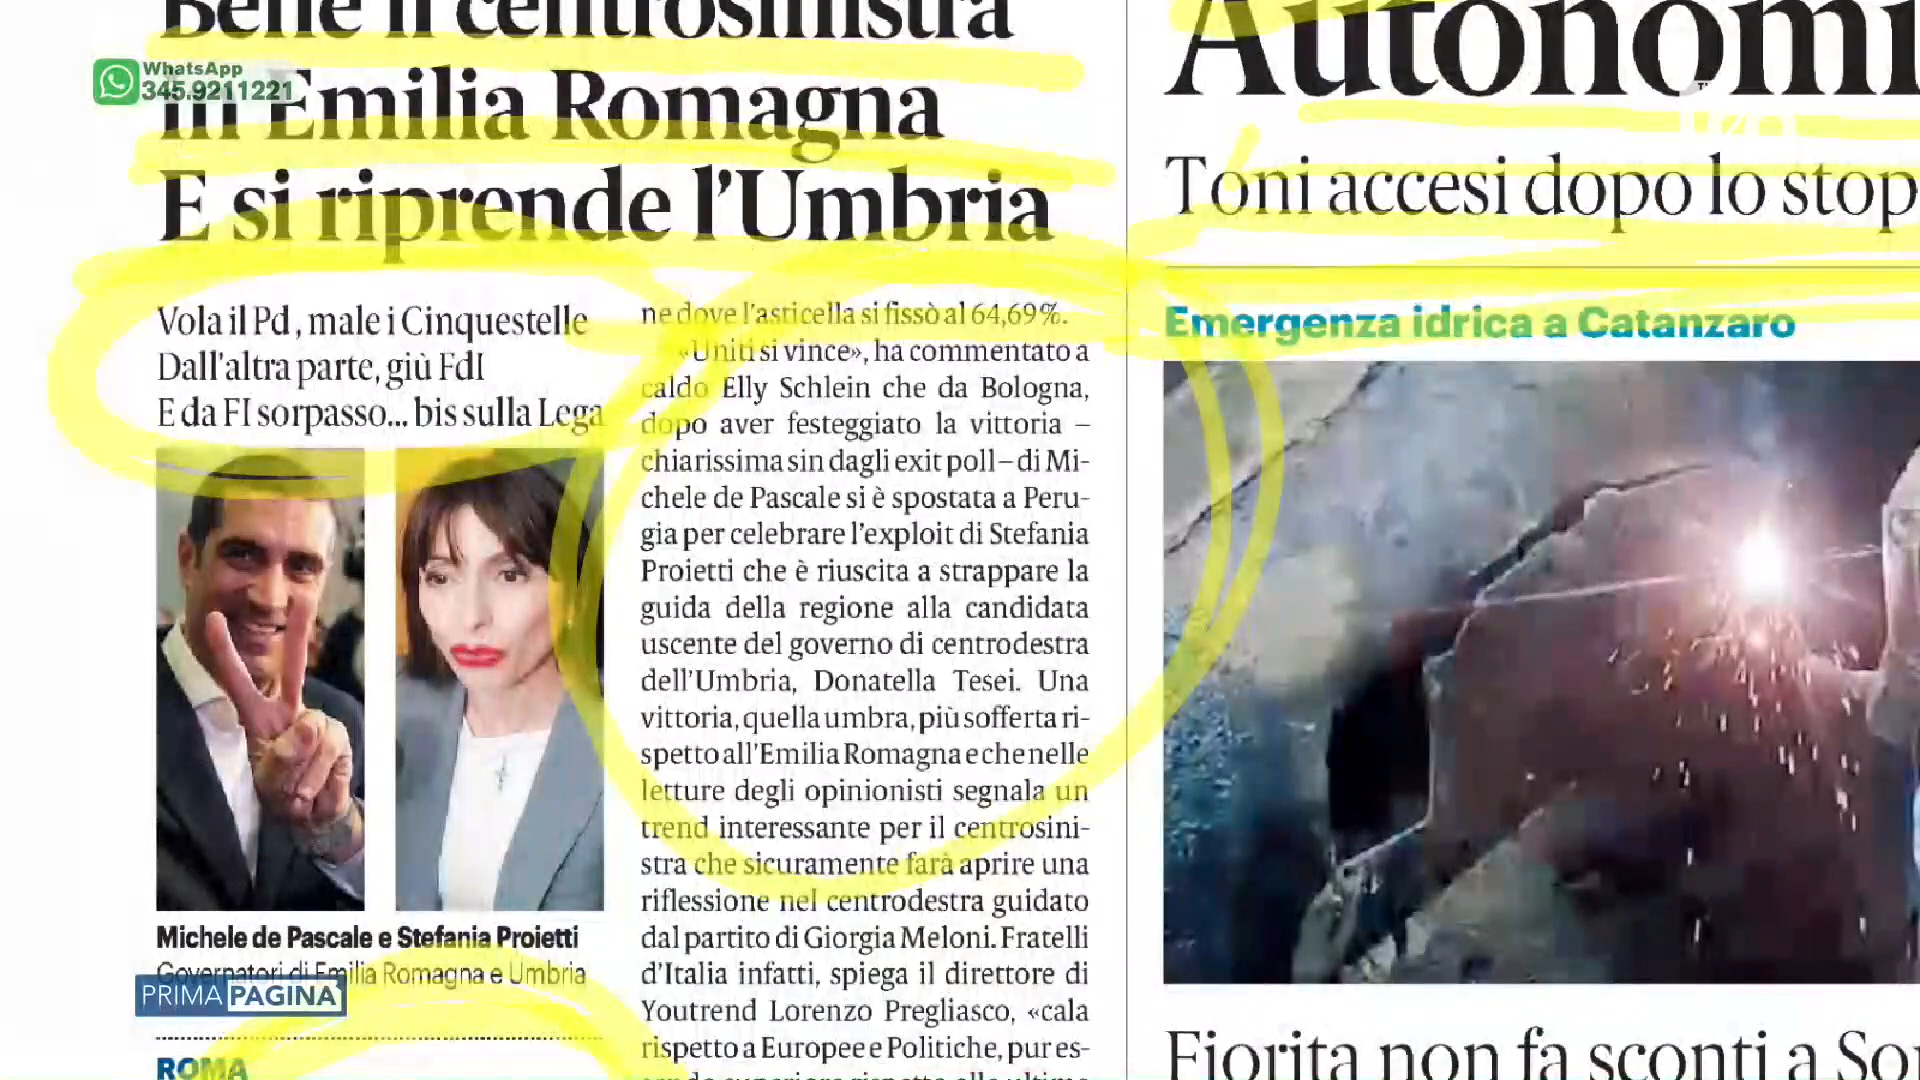 Bene il centrosinistra
in Emilia Romagna
E si riprende l'Umbria
WhatsApp
345.9211221
Vola il Pd, male i Cinquestelle
Dall'altra parte, giù FdI
E da FI sorpasso... bis sulla Lega
Michele de Pascale e Stefania Proietti
Governatori di Emilia Romagna e Umbria
PRIMA PAGINA
ROMA
ne dove l'asticella si fissò al 64,69%.
«Uniti si vince», ha commentato a
caldo Elly Schlein che da Bologna,
dopo aver festeggiato la vittoria –
chiarissima sin dagli exit poll – di Mi-
chele de Pascale si è spostata a Peru-
gia per celebrare l'exploit di Stefania
Proietti che è riuscita a strappare la
guida della regione alla candidata
uscente del governo di centrodestra
dell'Umbria, Donatella Tesei. Una
vittoria, quella umbra, più sofferta ri-
spetto all'Emilia Romagna e che nelle
letture degli opinionisti segnala un
trend interessante per il centrosini-
stra che sicuramente farà aprire una
riflessione nel centrodestra guidato
dal partito di Giorgia Meloni. Fratelli
d'Italia infatti, spiega il direttore di
Youtrend Lorenzo Pregliasco, «cala
rispetto a Europee e Politiche, pur es-
Autonomi
Toni accesi dopo lo stop
Emergenza idrica a Catanzaro
Fiorita non fa sconti a So